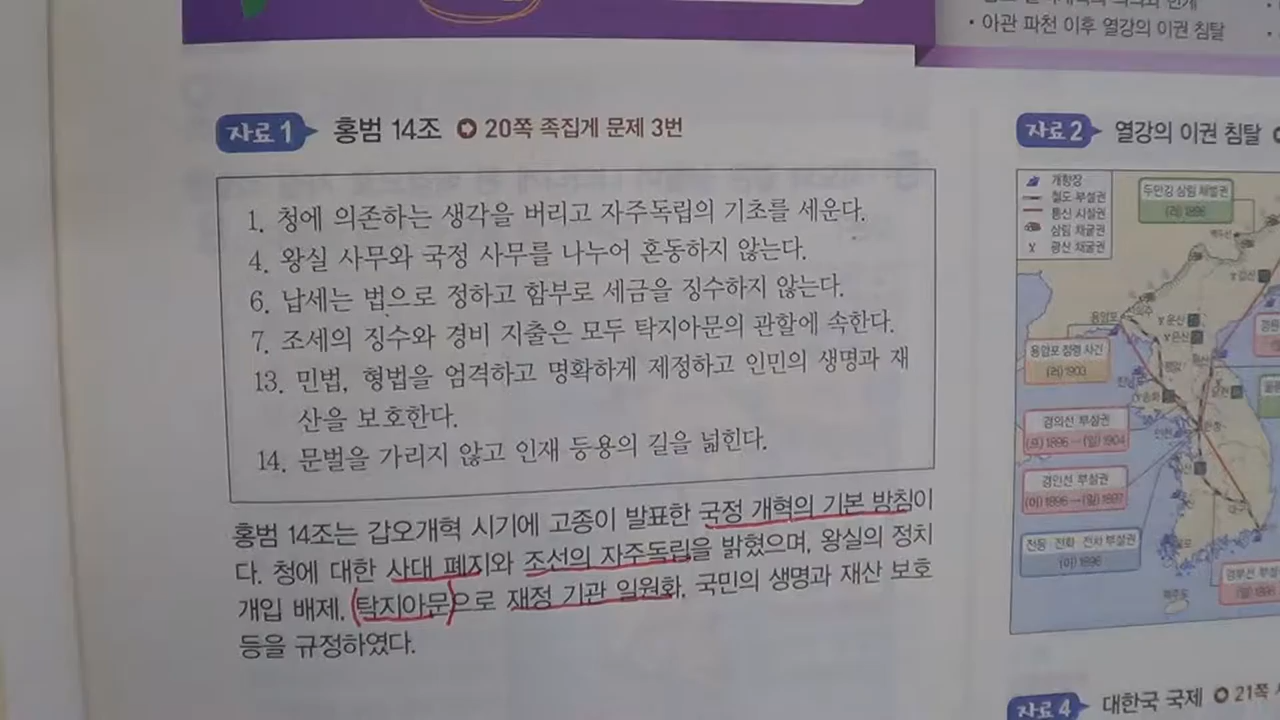 • 아관 파천 이후 열강의 이권 침탈
자료 1 홍범 14조 20쪽 족집게 문제 3번
1. 청에 의존하는 생각을 버리고 자주독립의 기초를 세운다.
4. 왕실 사무와 국정 사무를 나누어 혼동하지 않는다.
6. 납세는 법으로 정하고 함부로 세금을 징수하지 않는다.
7. 조세의 징수와 경비 지출은 모두 탁지아문의 관할에 속한다.
13. 민법, 형법을 엄격하고 명확하게 제정하고 인민의 생명과 재
산을 보호한다.
14. 문벌을 가리지 않고 인재 등용의 길을 넓힌다.
홍범 14조는 갑오개혁 시기에 고종이 발표한 국정 개혁의 기본 방침이
다. 청에 대한 사대 폐지와 조선의 자주독립을 밝혔으며, 왕실의 정치
개입 배제, 탁지아문으로 재정 기관 일원화, 국민의 생명과 재산 보호
등을 규정하였다.
자료 2 열강의 이권 침탈
개항장
철도 부설권
통신 시설권
삼림 채벌권
광산 채굴권
두만강 삼림 채벌권
(러) 1896
용암포
용암포 점령 사건
(러) 1903
경의선 부설권
(프) 1896 → (일) 1904
경인선 부설권
(미) 1896 → (일) 1897
전등·전화·전차 부설권
(미) 1896
경부선 부설
(일) 1898
제주도
자료 4 대한국 국제 21쪽